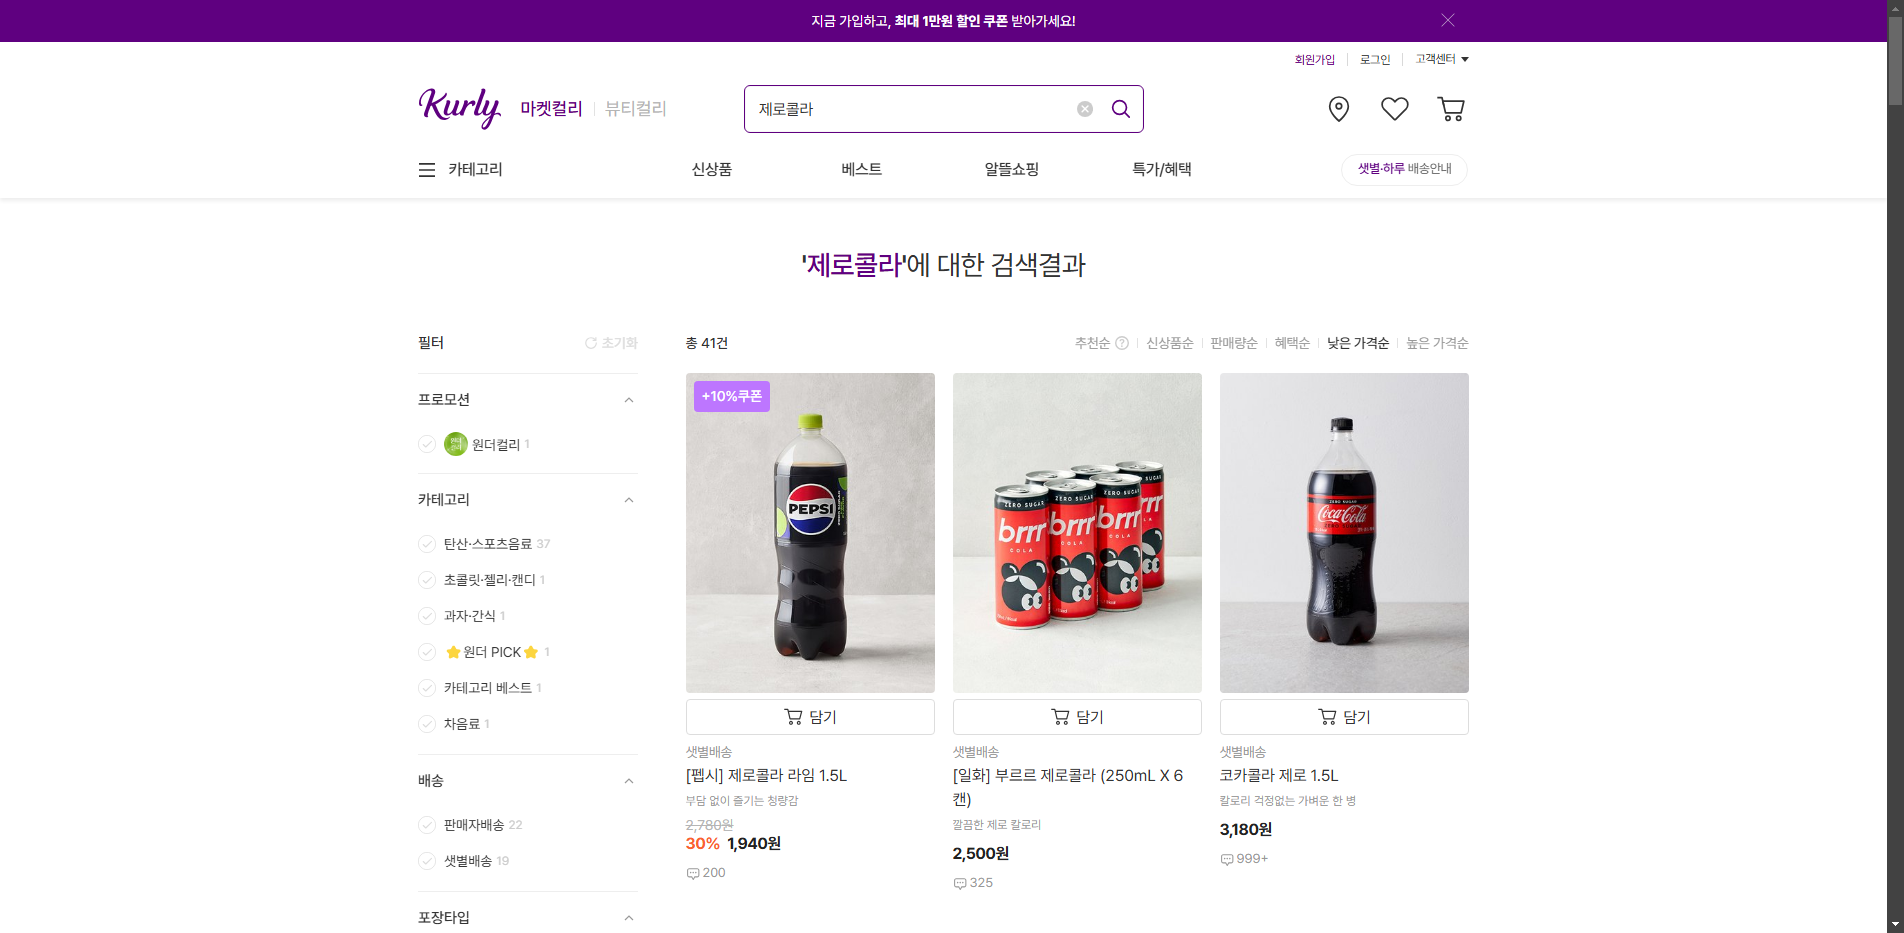 지금 가입하고, 최대 1만원 할인 쿠폰 받아가세요!
회원가입 로그인 고객센터
Kurly 마켓컬리 뷰티컬리
제로콜라
카테고리 신상품 베스트 알뜰쇼핑 특가/혜택 샛별·하루 배송안내
'제로콜라'에 대한 검색결과
필터 초기화
총 41건 추천순 ? 신상품순 판매량순 혜택순 낮은 가격순 높은 가격순
프로모션
원더컬리 1
카테고리
탄산·스포츠음료 37
초콜릿·젤리·캔디 1
과자·간식 1
⭐원더 PICK⭐ 1
카테고리 베스트 1
차음료 1
배송
판매자배송 22
샛별배송 19
포장타입
+10%쿠폰
PEPSI
담기
샛별배송
[펩시] 제로콜라 라임 1.5L
부담 없이 즐기는 청량감
2,780원
30% 1,940원
200
ZERO SUGAR ZERO SUGAR ZERO SUGAR
brrr brrr brrr brrr
COLA COLA COLA
담기
샛별배송
[일화] 부르르 제로콜라 (250mL X 6
캔)
깔끔한 제로 칼로리
2,500원
325
ZERO SUGAR
Coca-Cola
ZERO SUGAR
담기
샛별배송
코카콜라 제로 1.5L
칼로리 걱정없는 가벼운 한 병
3,180원
999+